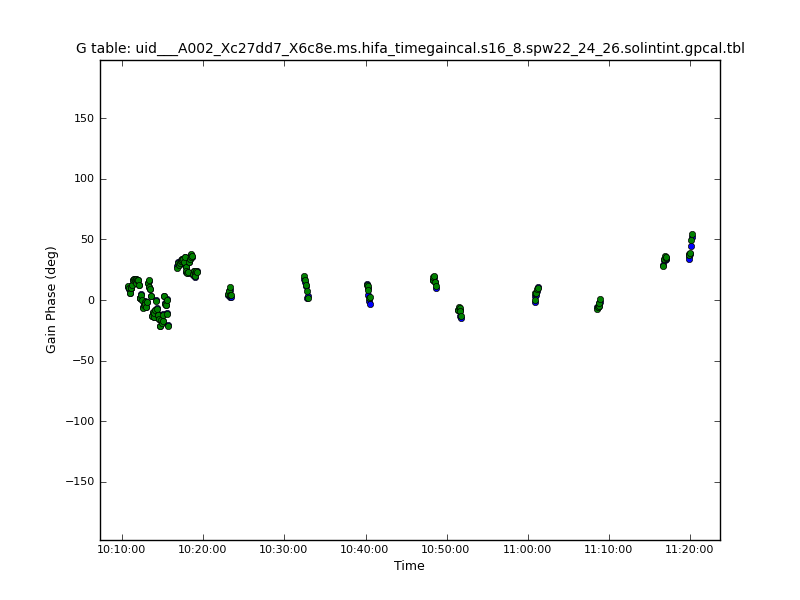 G table: uid___A002_Xc27dd7_X6c8e.ms.hifa_timegaincal.s16_8.spw22_24_26.solintint.gpcal.tbl
Gain Phase (deg)
150
100
50
0
−50
−100
−150
10:10:00 10:20:00 10:30:00 10:40:00 10:50:00 11:00:00 11:10:00 11:20:00
Time